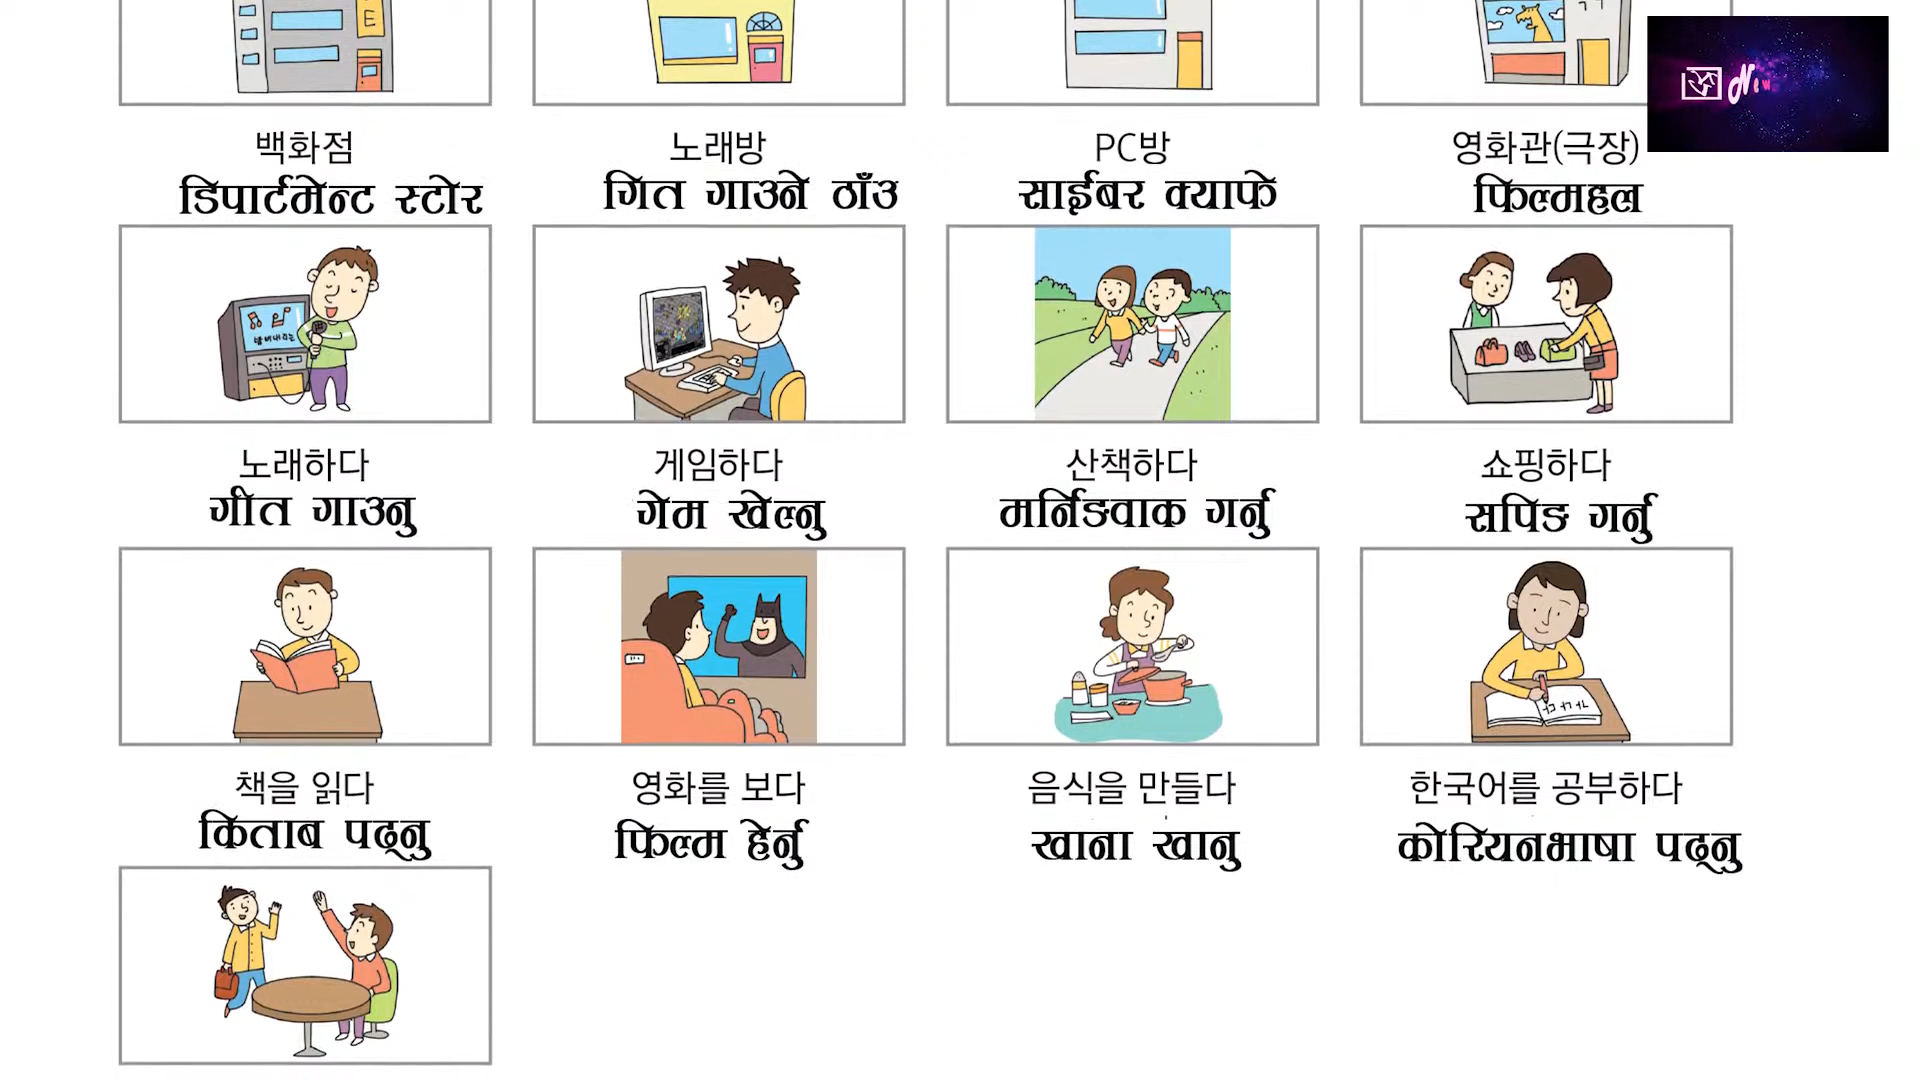 E
백화점
노래방
PC방
영화관(극장)
New
डिपार्टमेन्ट स्टोर
गित गाउने ठाँउ
साईबर क्याफे
फिल्महल
노래하다
게임하다
산책하다
쇼핑하다
गीत गाउनु
गेम खेल्नु
मर्निङवाक गर्नु
सपिङ गर्नु
책을 읽다
영화를 보다
음식을 만들다
한국어를 공부하다
किताब पढ्नु
फिल्म हेर्नु
खाना खानु
कोरियनभाषा पढ्नु